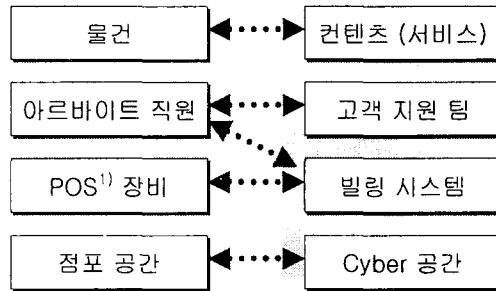 물건 컨텐츠 (서비스)
아르바이트 직원 고객 지원 팀
POS¹⁾ 장비 빌링 시스템
점포 공간 Cyber 공간